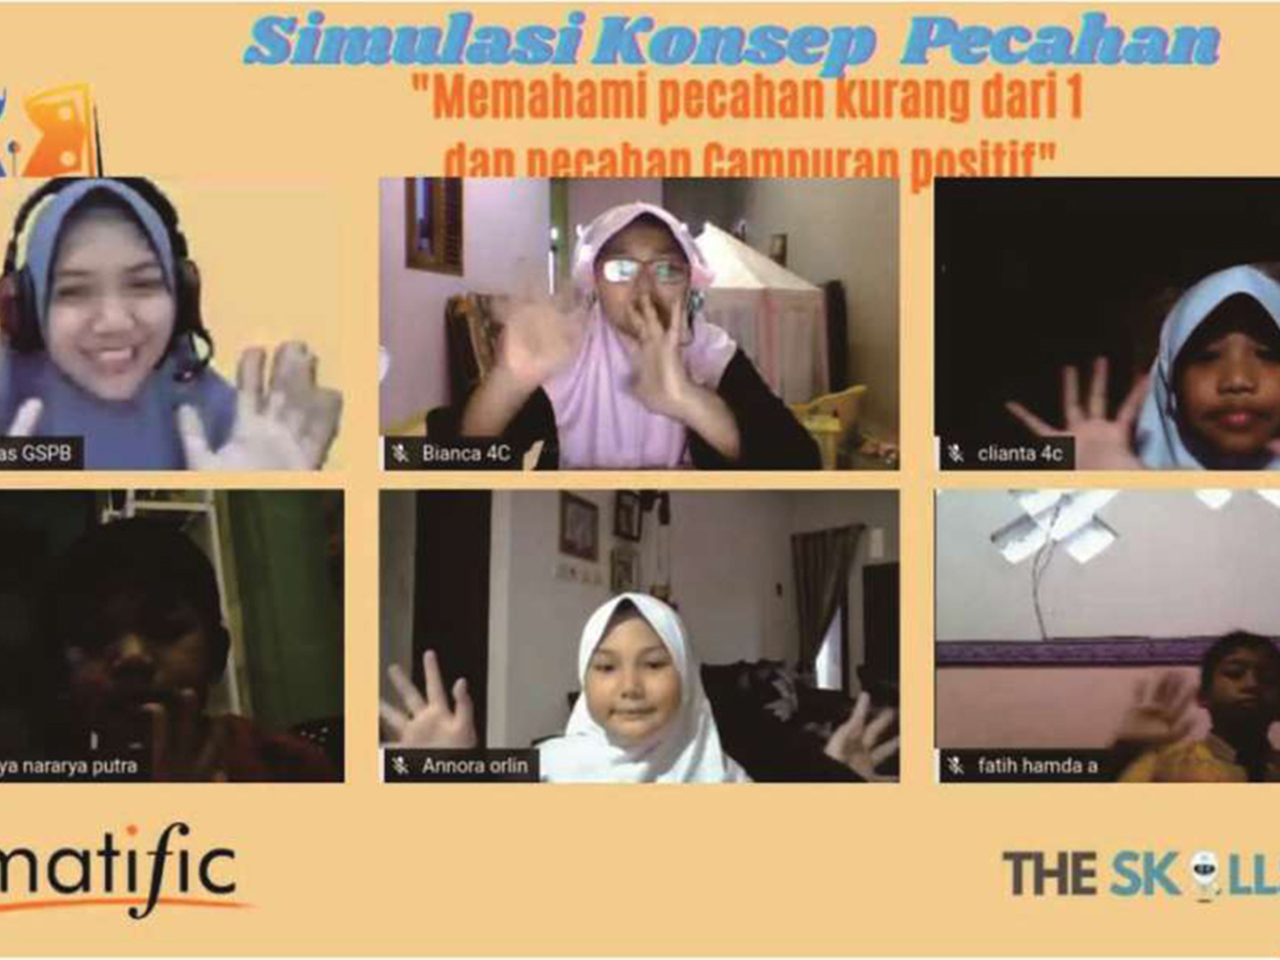 Simulasi Konsep Pecahan
"Memahami pecahan kurang dari 1
dan pecahan Campuran positif"
as GSPB
Bianca 4C
clianta 4c
ya nararya putra
Annora orlin
fatih hamda a
matific
THE SKILL